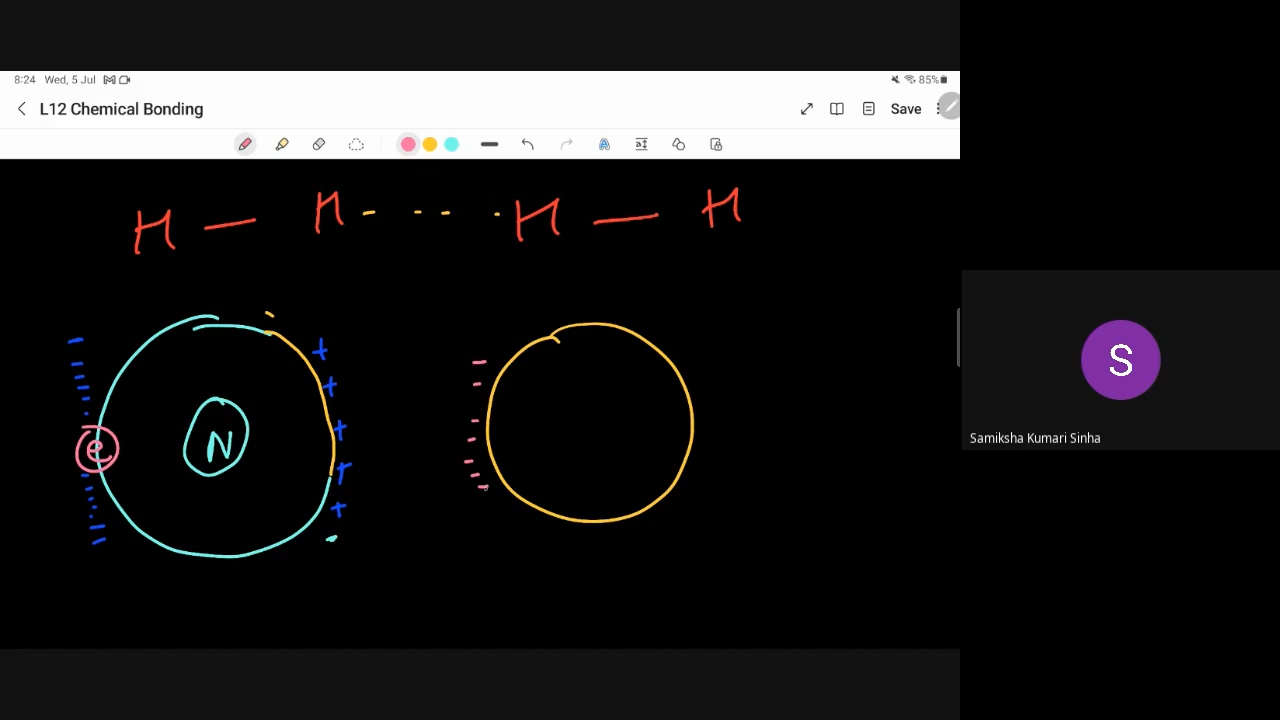 8:24 Wed, 5 Jul 85%
L12 Chemical Bonding Save
H — H - - - · H — H
+
+
+
+
+
e N
S
Samiksha Kumari Sinha